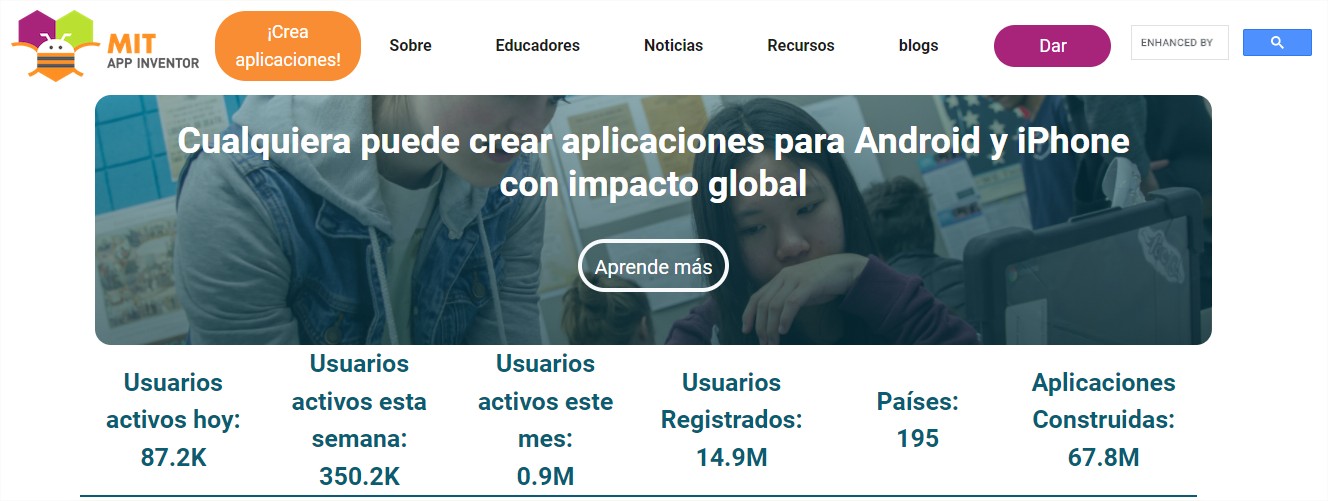 MIT
APP INVENTOR
¡Crea
aplicaciones!
Sobre
Educadores
Noticias
Recursos
blogs
Dar
ENHANCED BY
Cualquiera puede crear aplicaciones para Android y iPhone
con impacto global
Aprende más
Usuarios
activos hoy:
87.2K
Usuarios
activos esta
semana:
350.2K
Usuarios
activos este
mes:
0.9M
Usuarios
Registrados:
14.9M
Países:
195
Aplicaciones
Construidas:
67.8M